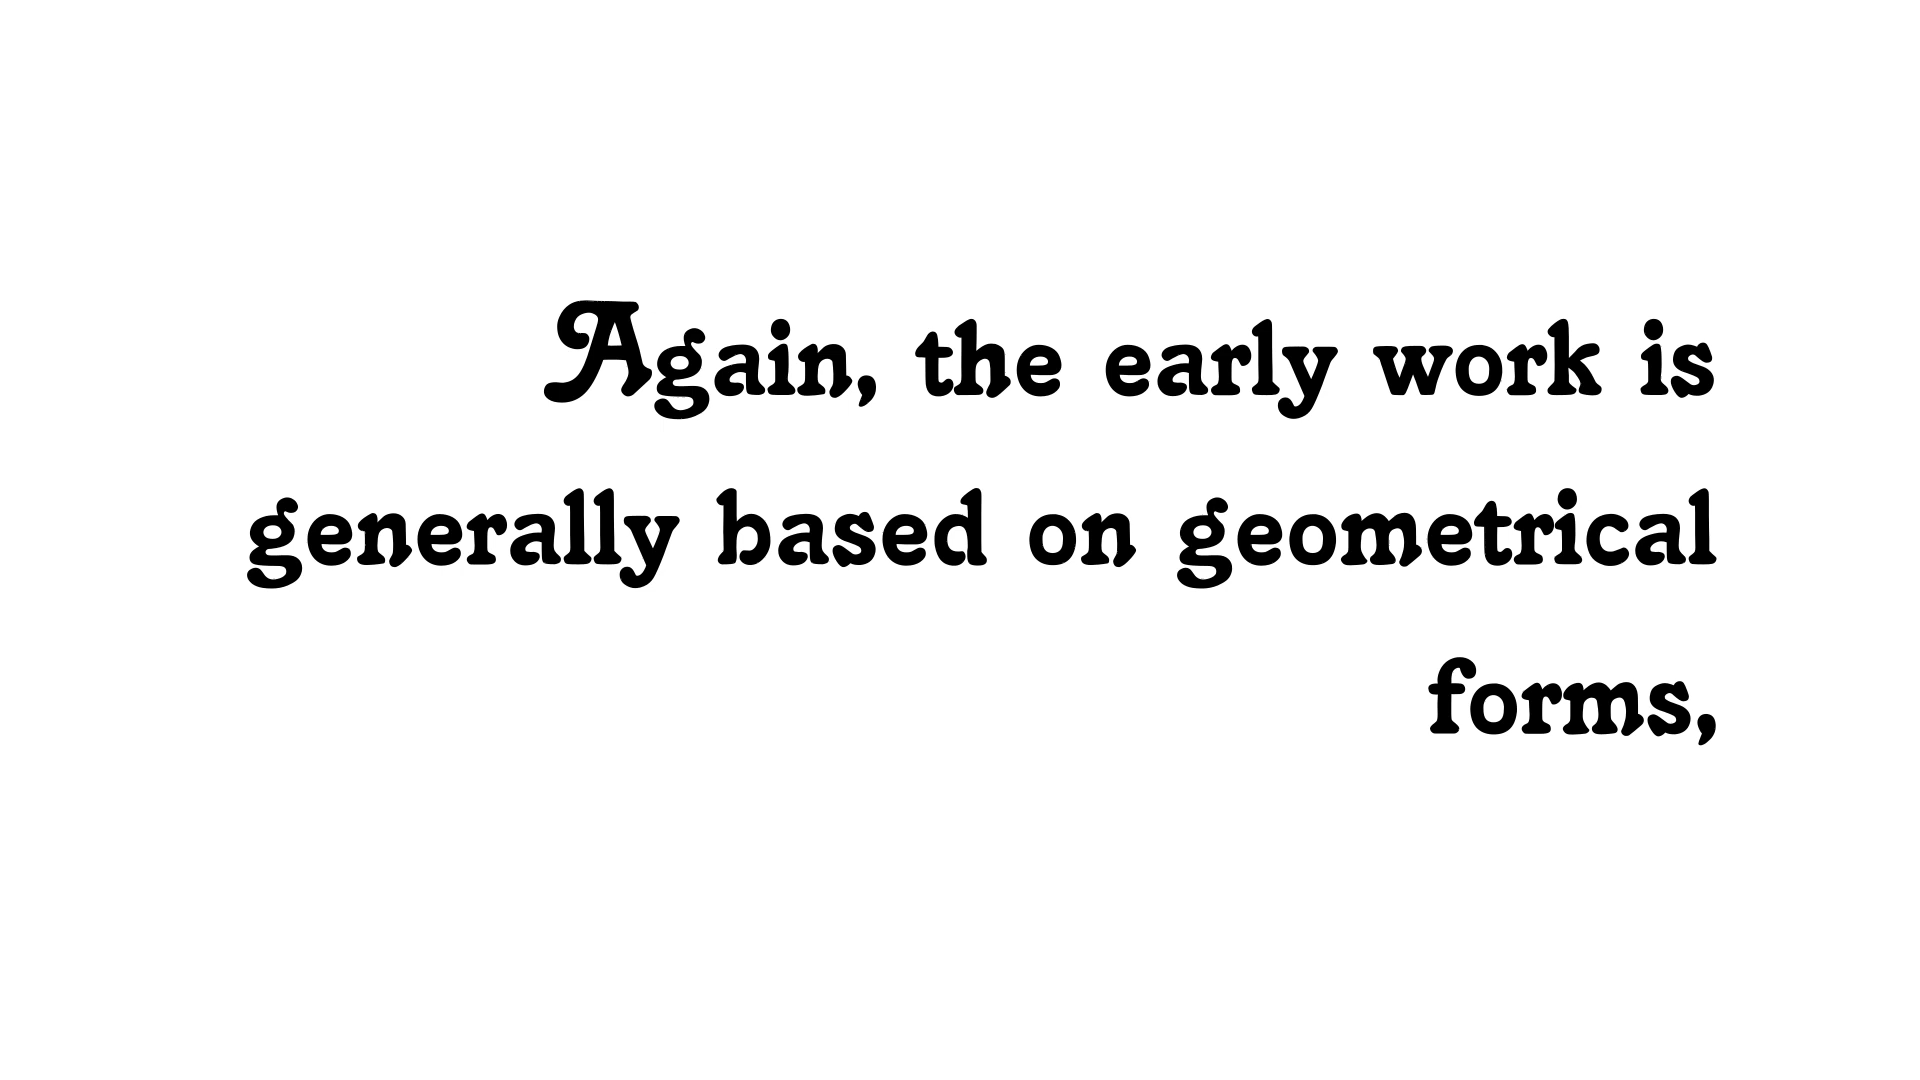 Again, the early work is
generally based on geometrical
forms,